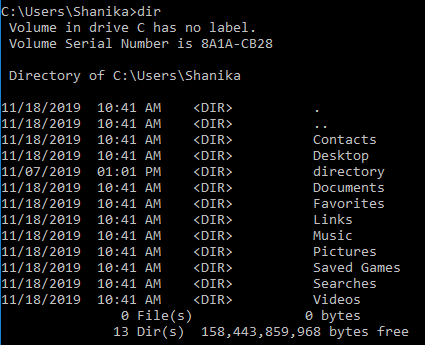 C:\Users\Shanika>dir
 Volume in drive C has no label.
 Volume Serial Number is 8A1A-CB28

 Directory of C:\Users\Shanika

11/18/2019  10:41 AM    <DIR>          .
11/18/2019  10:41 AM    <DIR>          ..
11/18/2019  10:41 AM    <DIR>          Contacts
11/18/2019  10:41 AM    <DIR>          Desktop
11/07/2019  01:01 PM    <DIR>          directory
11/18/2019  10:41 AM    <DIR>          Documents
11/18/2019  10:41 AM    <DIR>          Favorites
11/18/2019  10:41 AM    <DIR>          Links
11/18/2019  10:41 AM    <DIR>          Music
11/18/2019  10:41 AM    <DIR>          Pictures
11/18/2019  10:41 AM    <DIR>          Saved Games
11/18/2019  10:41 AM    <DIR>          Searches
11/18/2019  10:41 AM    <DIR>          Videos
               0 File(s)              0 bytes
              13 Dir(s)  158,443,859,968 bytes free